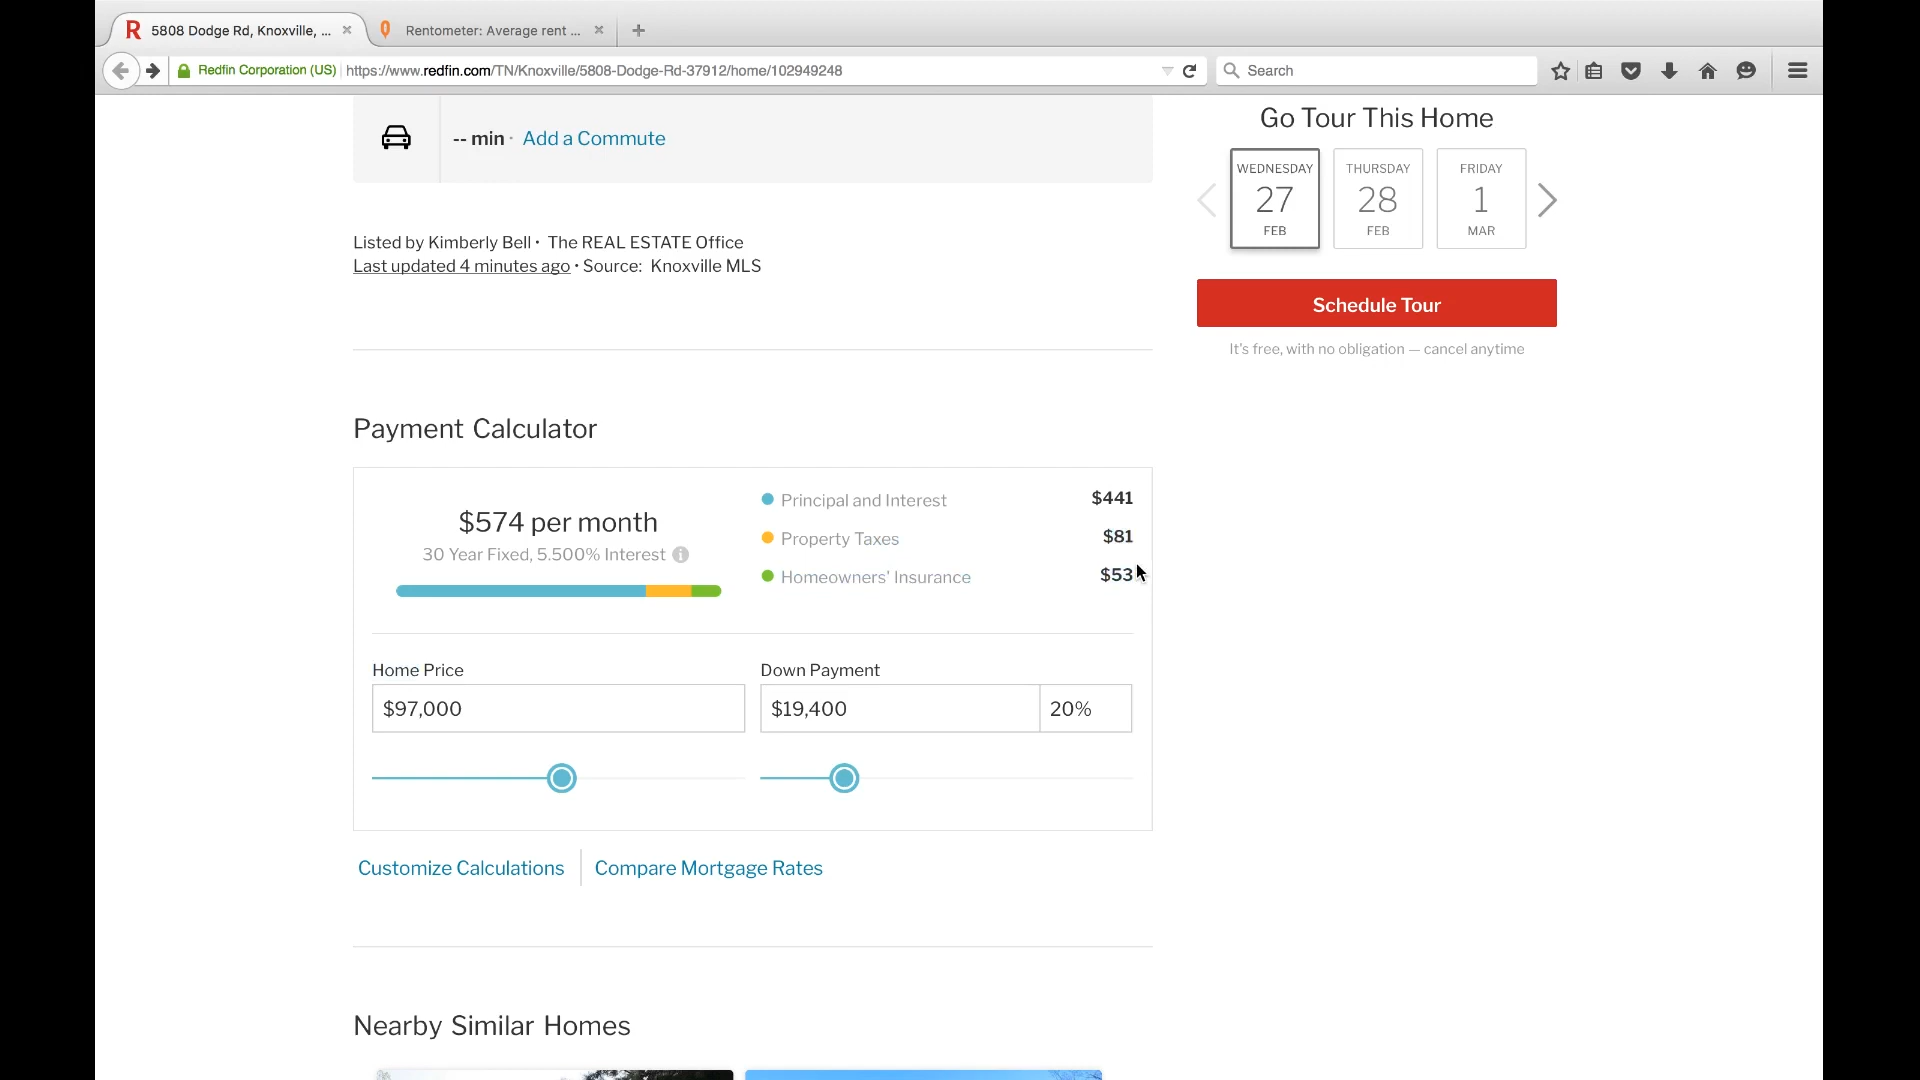 R 5808 Dodge Rd, Knoxville, ...
Rentometer: Average rent ...
Redfin Corporation (US)
https://www.redfin.com/TN/Knoxville/5808-Dodge-Rd-37912/home/102949248
Search
-- min · Add a Commute
Listed by Kimberly Bell • The REAL ESTATE Office
Last updated 4 minutes ago • Source: Knoxville MLS
Go Tour This Home
WEDNESDAY
27
FEB
THURSDAY
28
FEB
FRIDAY
1
MAR
Schedule Tour
It's free, with no obligation — cancel anytime
Payment Calculator
$574 per month
30 Year Fixed, 5.500% Interest
Principal and Interest $441
Property Taxes $81
Homeowners' Insurance $53
Home Price
$97,000
Down Payment
$19,400 20%
Customize Calculations
Compare Mortgage Rates
Nearby Similar Homes